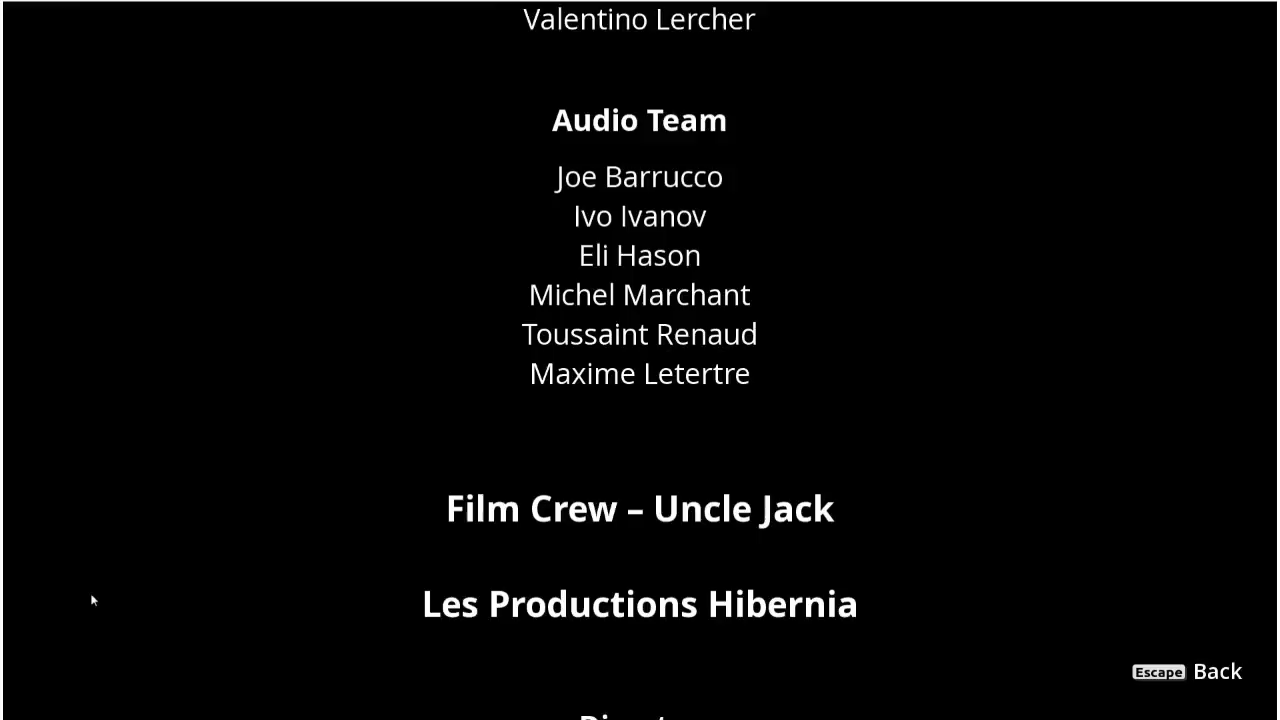 Valentino Lercher
Audio Team
Joe Barrucco
Ivo Ivanov
Eli Hason
Michel Marchant
Toussaint Renaud
Maxime Letertre
Film Crew – Uncle Jack
Les Productions Hibernia
Escape Back